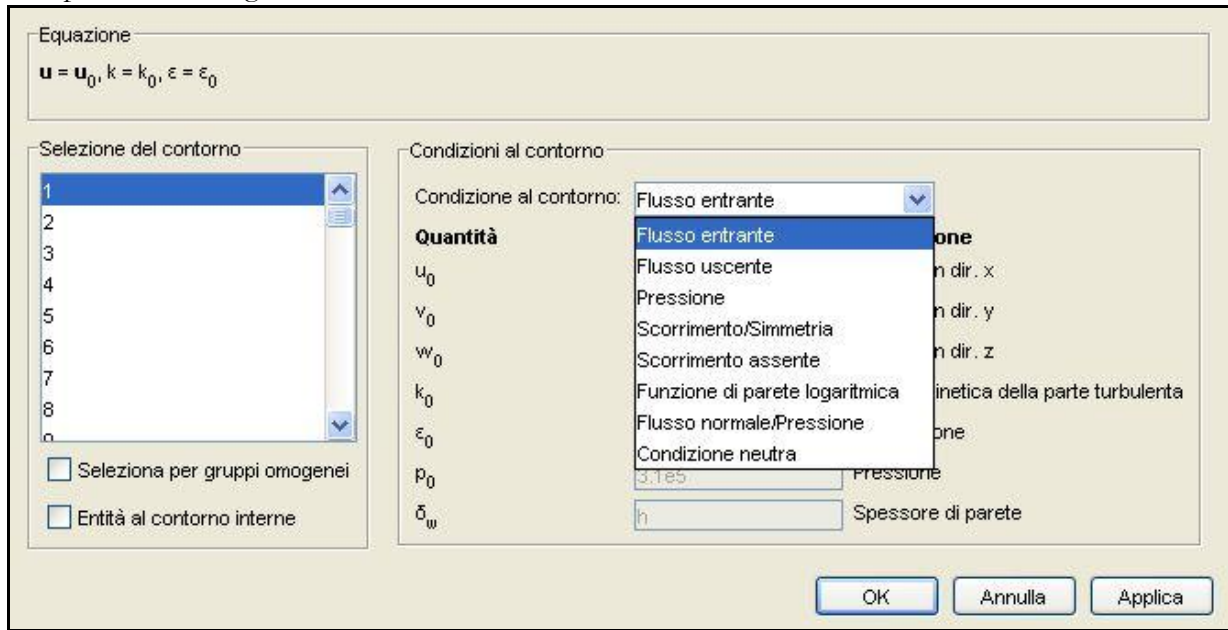 Equazione
u = u0, k = k0, ε = ε0
Selezione del contorno
1
2
3
4
5
6
7
8
Seleziona per gruppi omogenei
Entità al contorno interne
Condizioni al contorno
Condizione al contorno: Flusso entrante
Quantità
Flusso entrante
Flusso uscente
Pressione
Scorrimento/Simmetria
Scorrimento assente
Funzione di parete logaritmica
Flusso normale/Pressione
Condizione neutra
u0 dir. x
v0 dir. y
w0 dir. z
k0 della parte turbulenta
ε0
p0 3.1e5 Pressione
δw h Spessore di parete
OK Annulla Applica